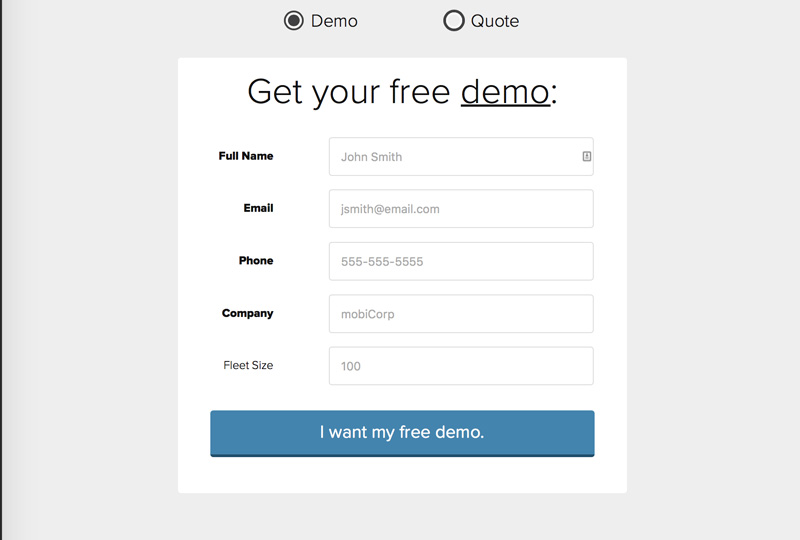 Demo Quote
Get your free demo:
Full Name John Smith
Email jsmith@email.com
Phone 555-555-5555
Company mobiCorp
Fleet Size 100
I want my free demo.